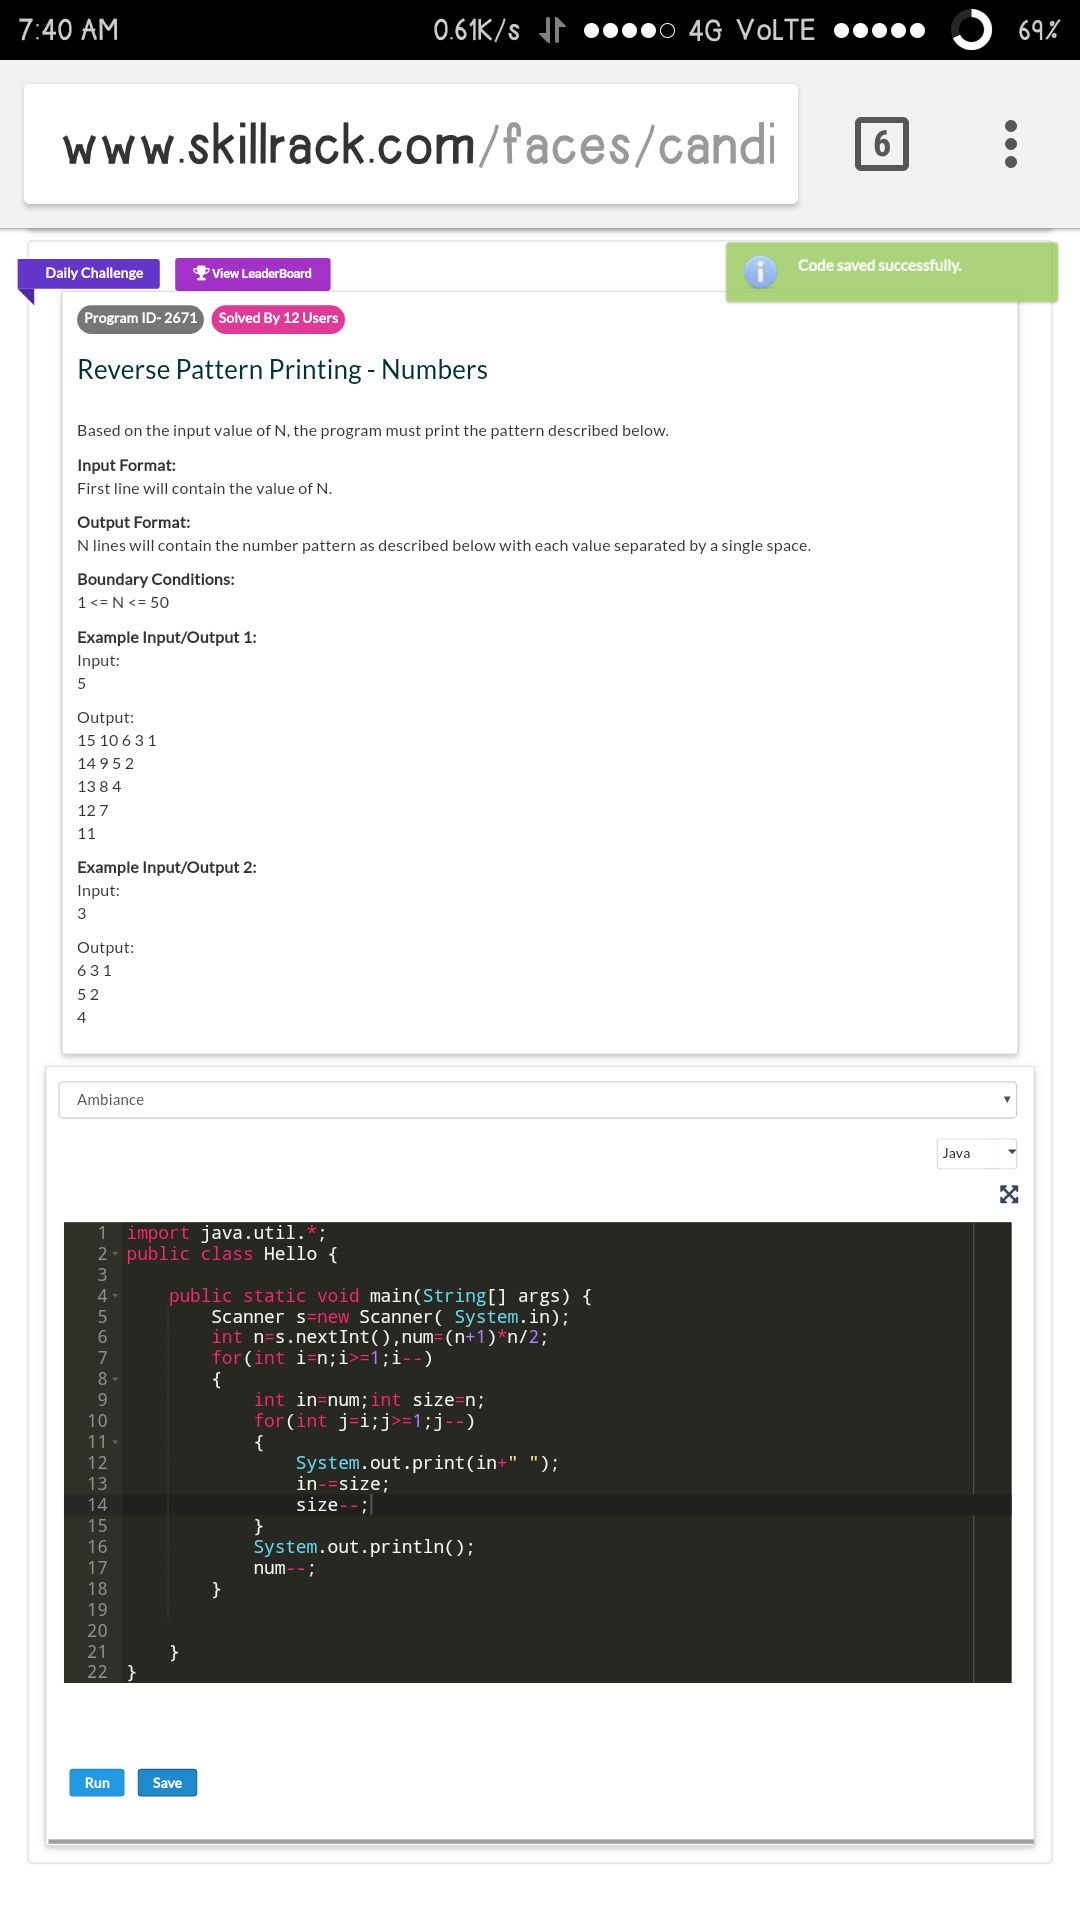 7:40 AM 0.61K/s 4G VoLTE 69%
www.skillrack.com/faces/candi 6
Daily Challenge View LeaderBoard Code saved successfully.
Program ID- 2671 Solved By 12 Users
Reverse Pattern Printing - Numbers
Based on the input value of N, the program must print the pattern described below.
Input Format:
First line will contain the value of N.
Output Format:
N lines will contain the number pattern as described below with each value separated by a single space.
Boundary Conditions:
1 <= N <= 50
Example Input/Output 1:
Input:
5
Output:
15 10 6 3 1
14 9 5 2
13 8 4
12 7
11
Example Input/Output 2:
Input:
3
Output:
6 3 1
5 2
4
Ambiance
Java
1 import java.util.*;
2 public class Hello {
3
4     public static void main(String[] args) {
5         Scanner s=new Scanner( System.in);
6         int n=s.nextInt(),num=(n+1)*n/2;
7         for(int i=n;i>=1;i--)
8         {
9             int in=num;int size=n;
10             for(int j=i;j>=1;j--)
11             {
12                 System.out.print(in+" ");
13                 in-=size;
14                 size--;
15             }
16             System.out.println();
17             num--;
18         }
19
20
21     }
22 }
Run Save